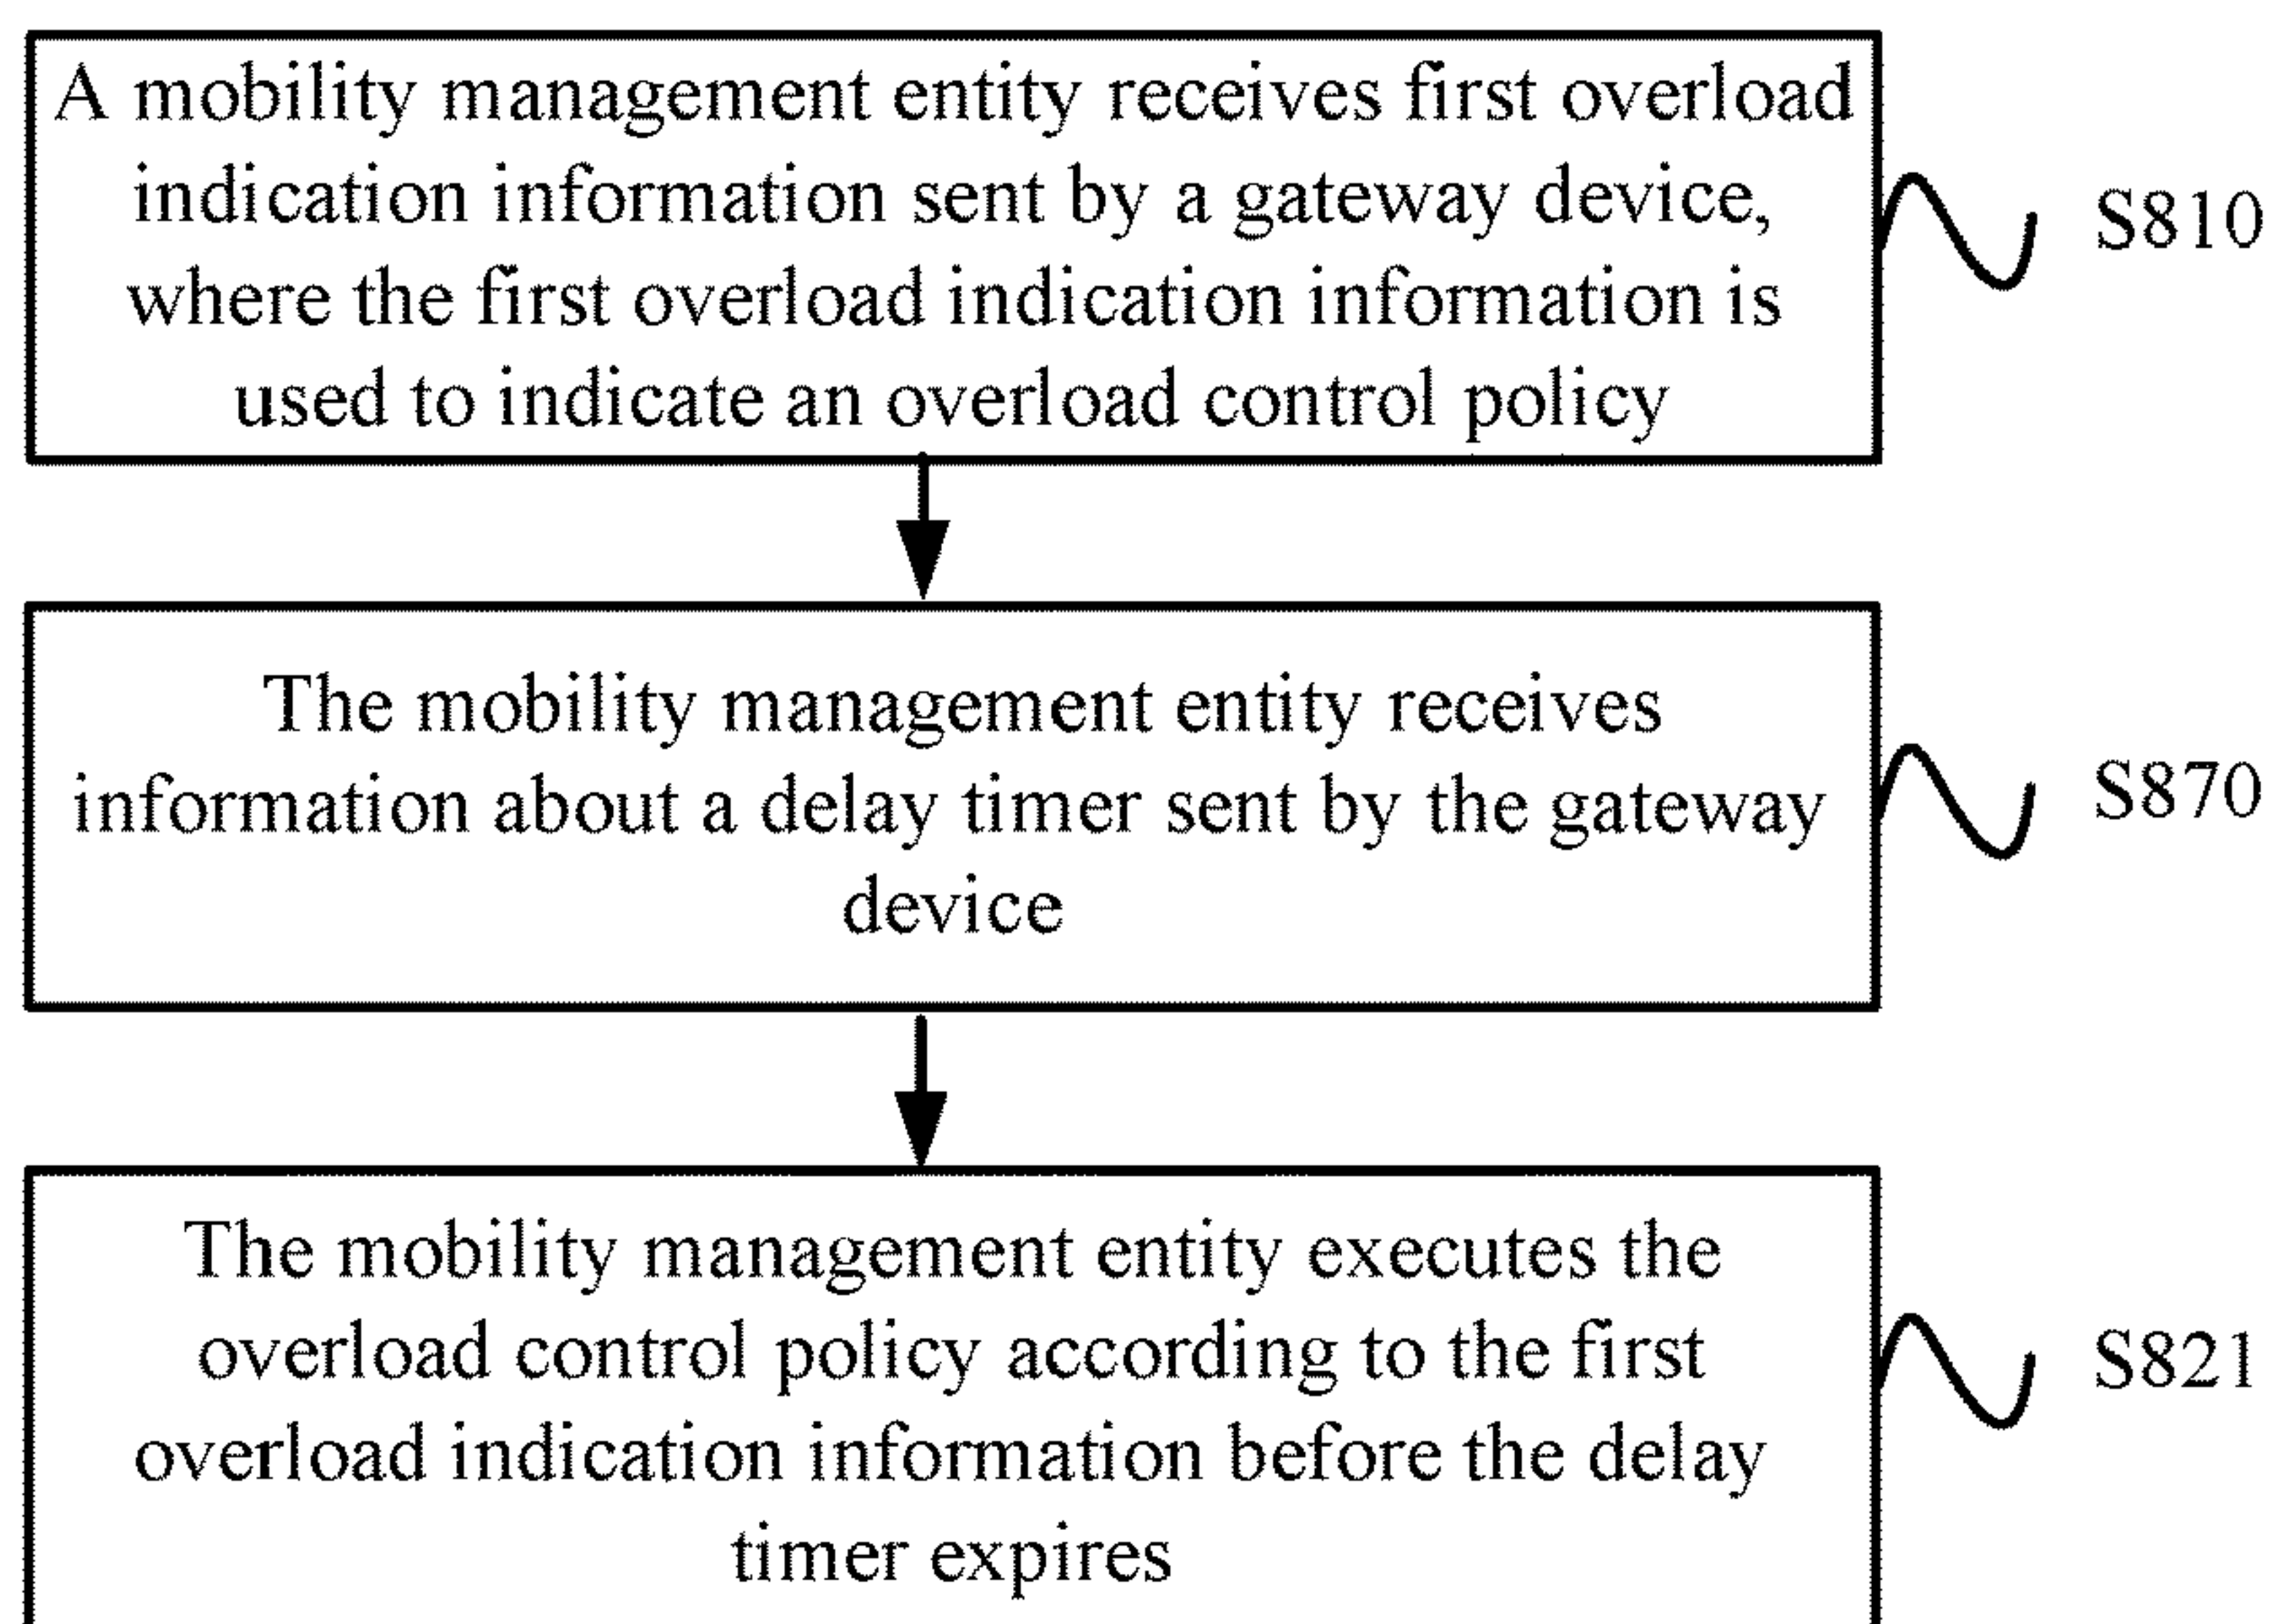 A mobility management entity receives first overload
indication information sent by a gateway device,
where the first overload indication information is
used to indicate an overload control policy
S810
The mobility management entity receives
information about a delay timer sent by the gateway
device
S870
The mobility management entity executes the
overload control policy according to the first
overload indication information before the delay
timer expires
S821